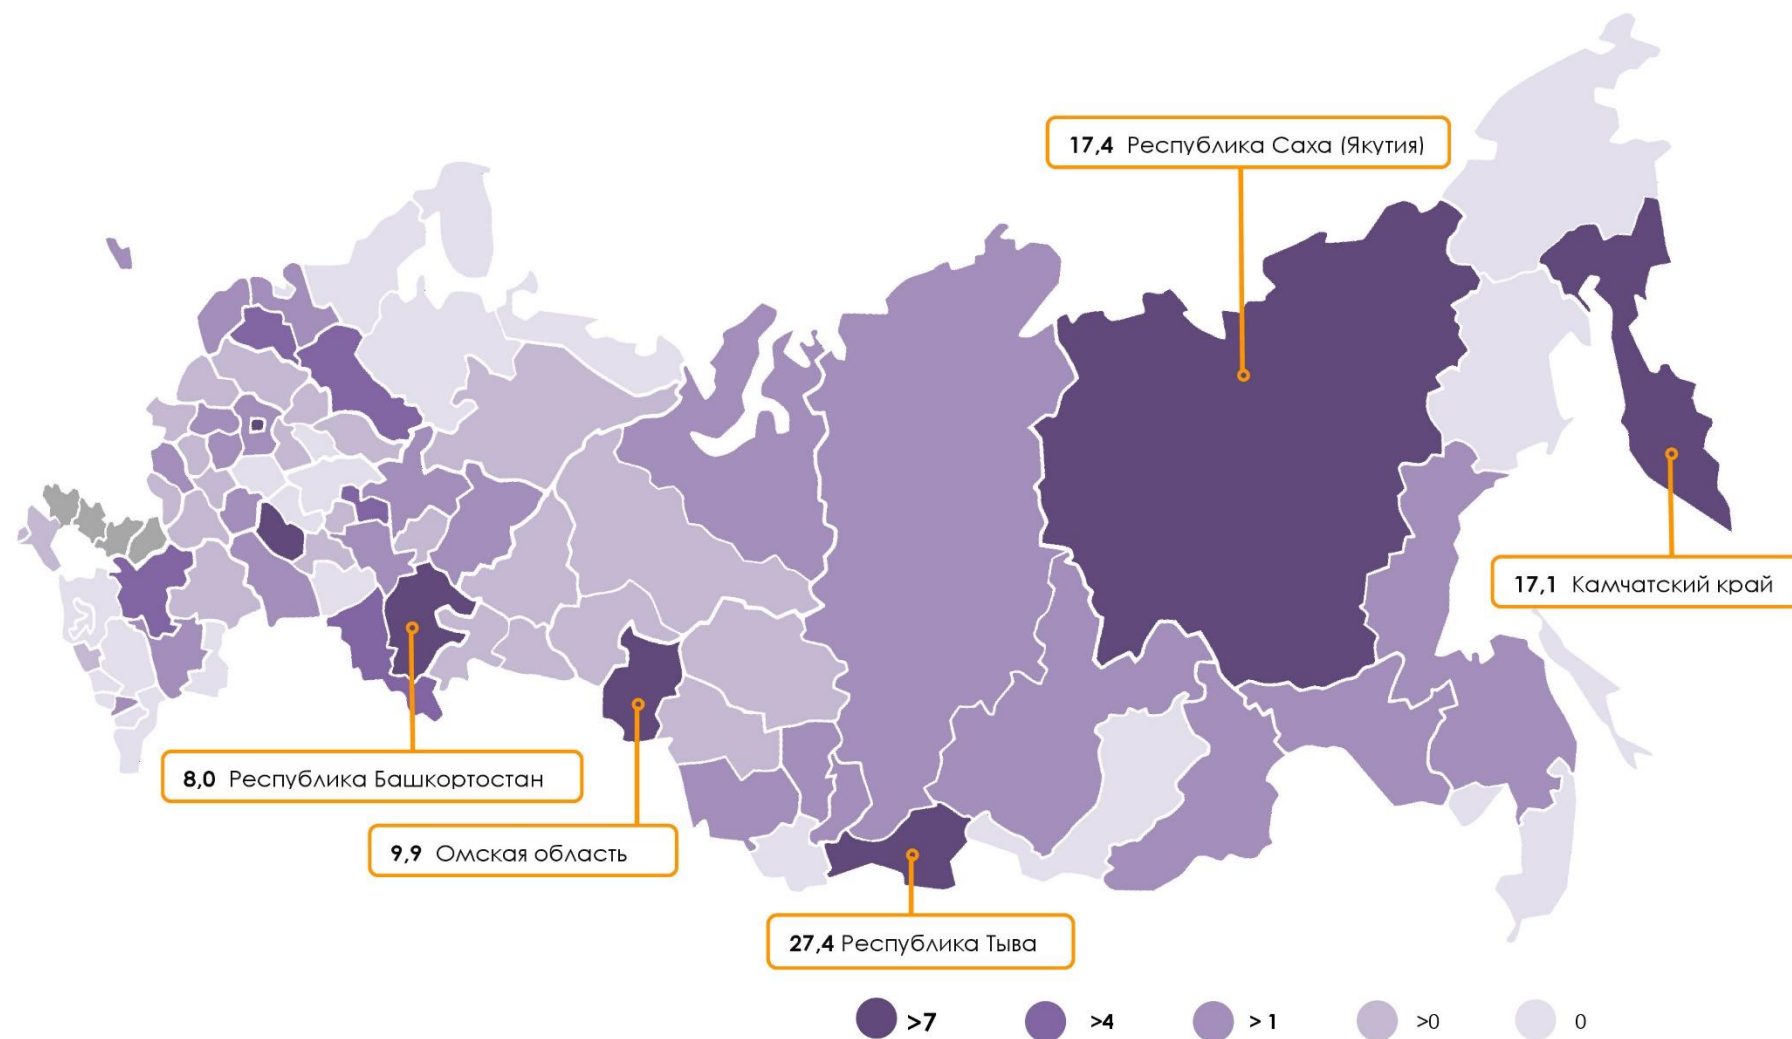 17,4 Республика Саха (Якутия)
17,1 Камчатский край
8,0 Республика Башкортостан
9,9 Омская область
27,4 Республика Тыва
>7 >4 > 1 >0 0